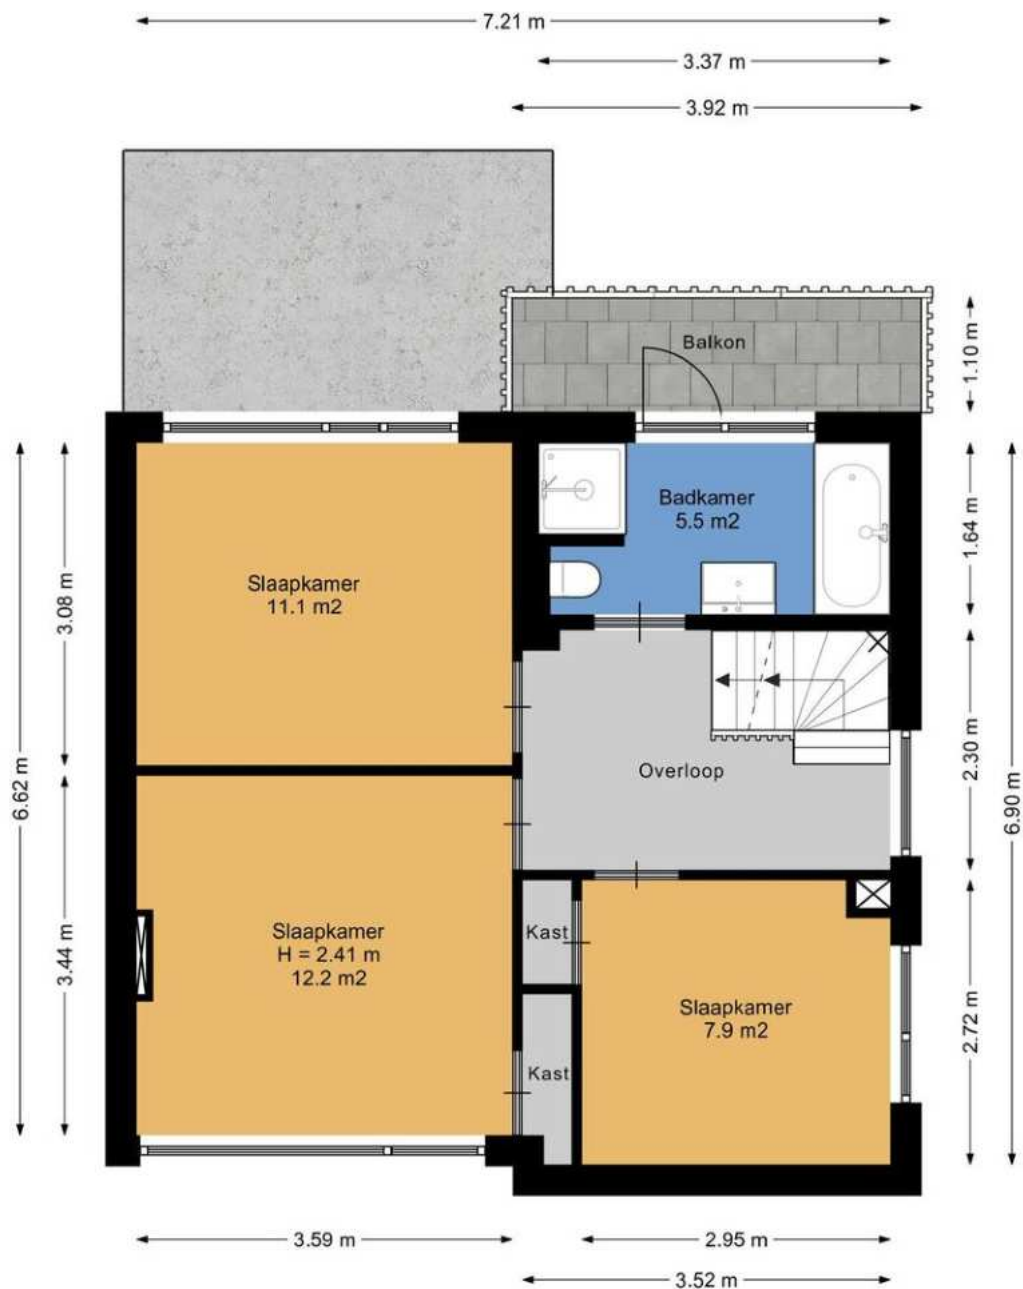 7.21 m
3.37 m
3.92 m
Balkon
1.10 m
Badkamer
5.5 m2
1.64 m
Slaapkamer
11.1 m2
3.08 m
6.62 m
Overloop
2.30 m
6.90 m
Slaapkamer
H = 2.41 m
12.2 m2
3.44 m
Kast
Kast
Slaapkamer
7.9 m2
2.72 m
3.59 m
2.95 m
3.52 m